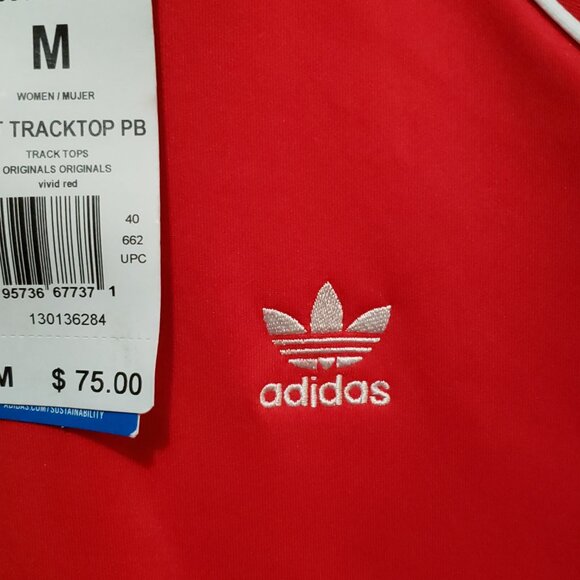 M
WOMEN / MUJER
T TRACKTOP PB
TRACK TOPS
ORIGINALS ORIGINALS
vivid red
40
662
UPC
95736 67737 1
130136284
M $ 75.00
ADIDAS.COM/SUSTAINABILITY
adidas